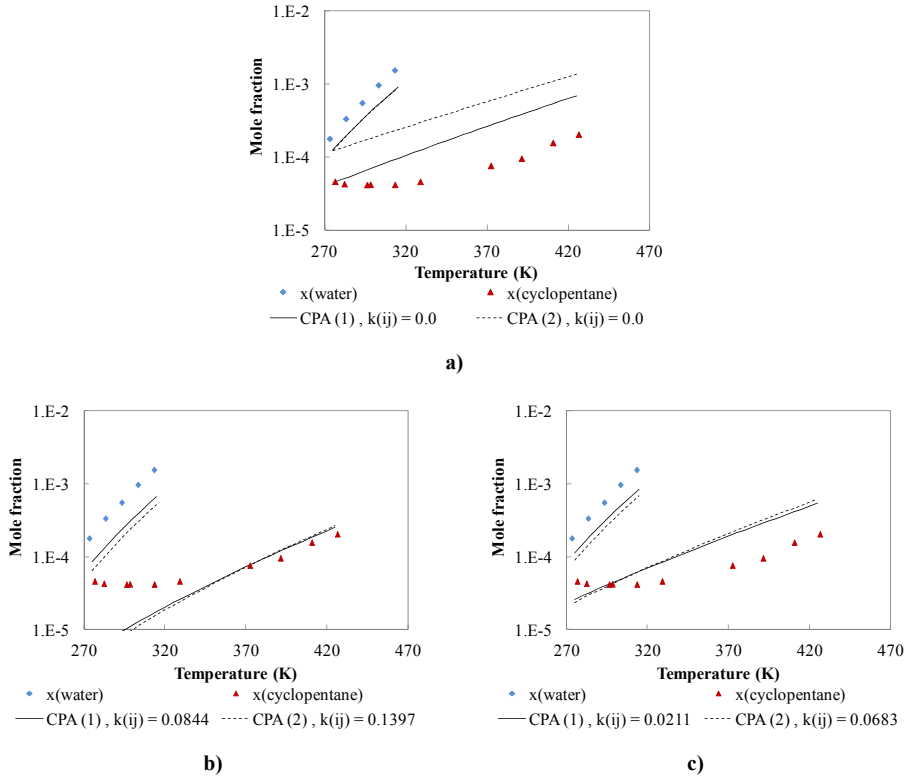 1.E-2
1.E-3
1.E-4
1.E-5
Mole fraction
270 320 370 420 470
Temperature (K)
x(water) x(cyclopentane)
CPA (1) , k(ij) = 0.0 CPA (2) , k(ij) = 0.0
a)
1.E-2
1.E-3
1.E-4
1.E-5
Mole fraction
270 320 370 420 470
Temperature (K)
x(water) x(cyclopentane)
CPA (1) , k(ij) = 0.0844 CPA (2) , k(ij) = 0.1397
b)
1.E-2
1.E-3
1.E-4
1.E-5
Mole fraction
270 320 370 420 470
Temperature (K)
x(water) x(cyclopentane)
CPA (1) , k(ij) = 0.0211 CPA (2) , k(ij) = 0.0683
c)